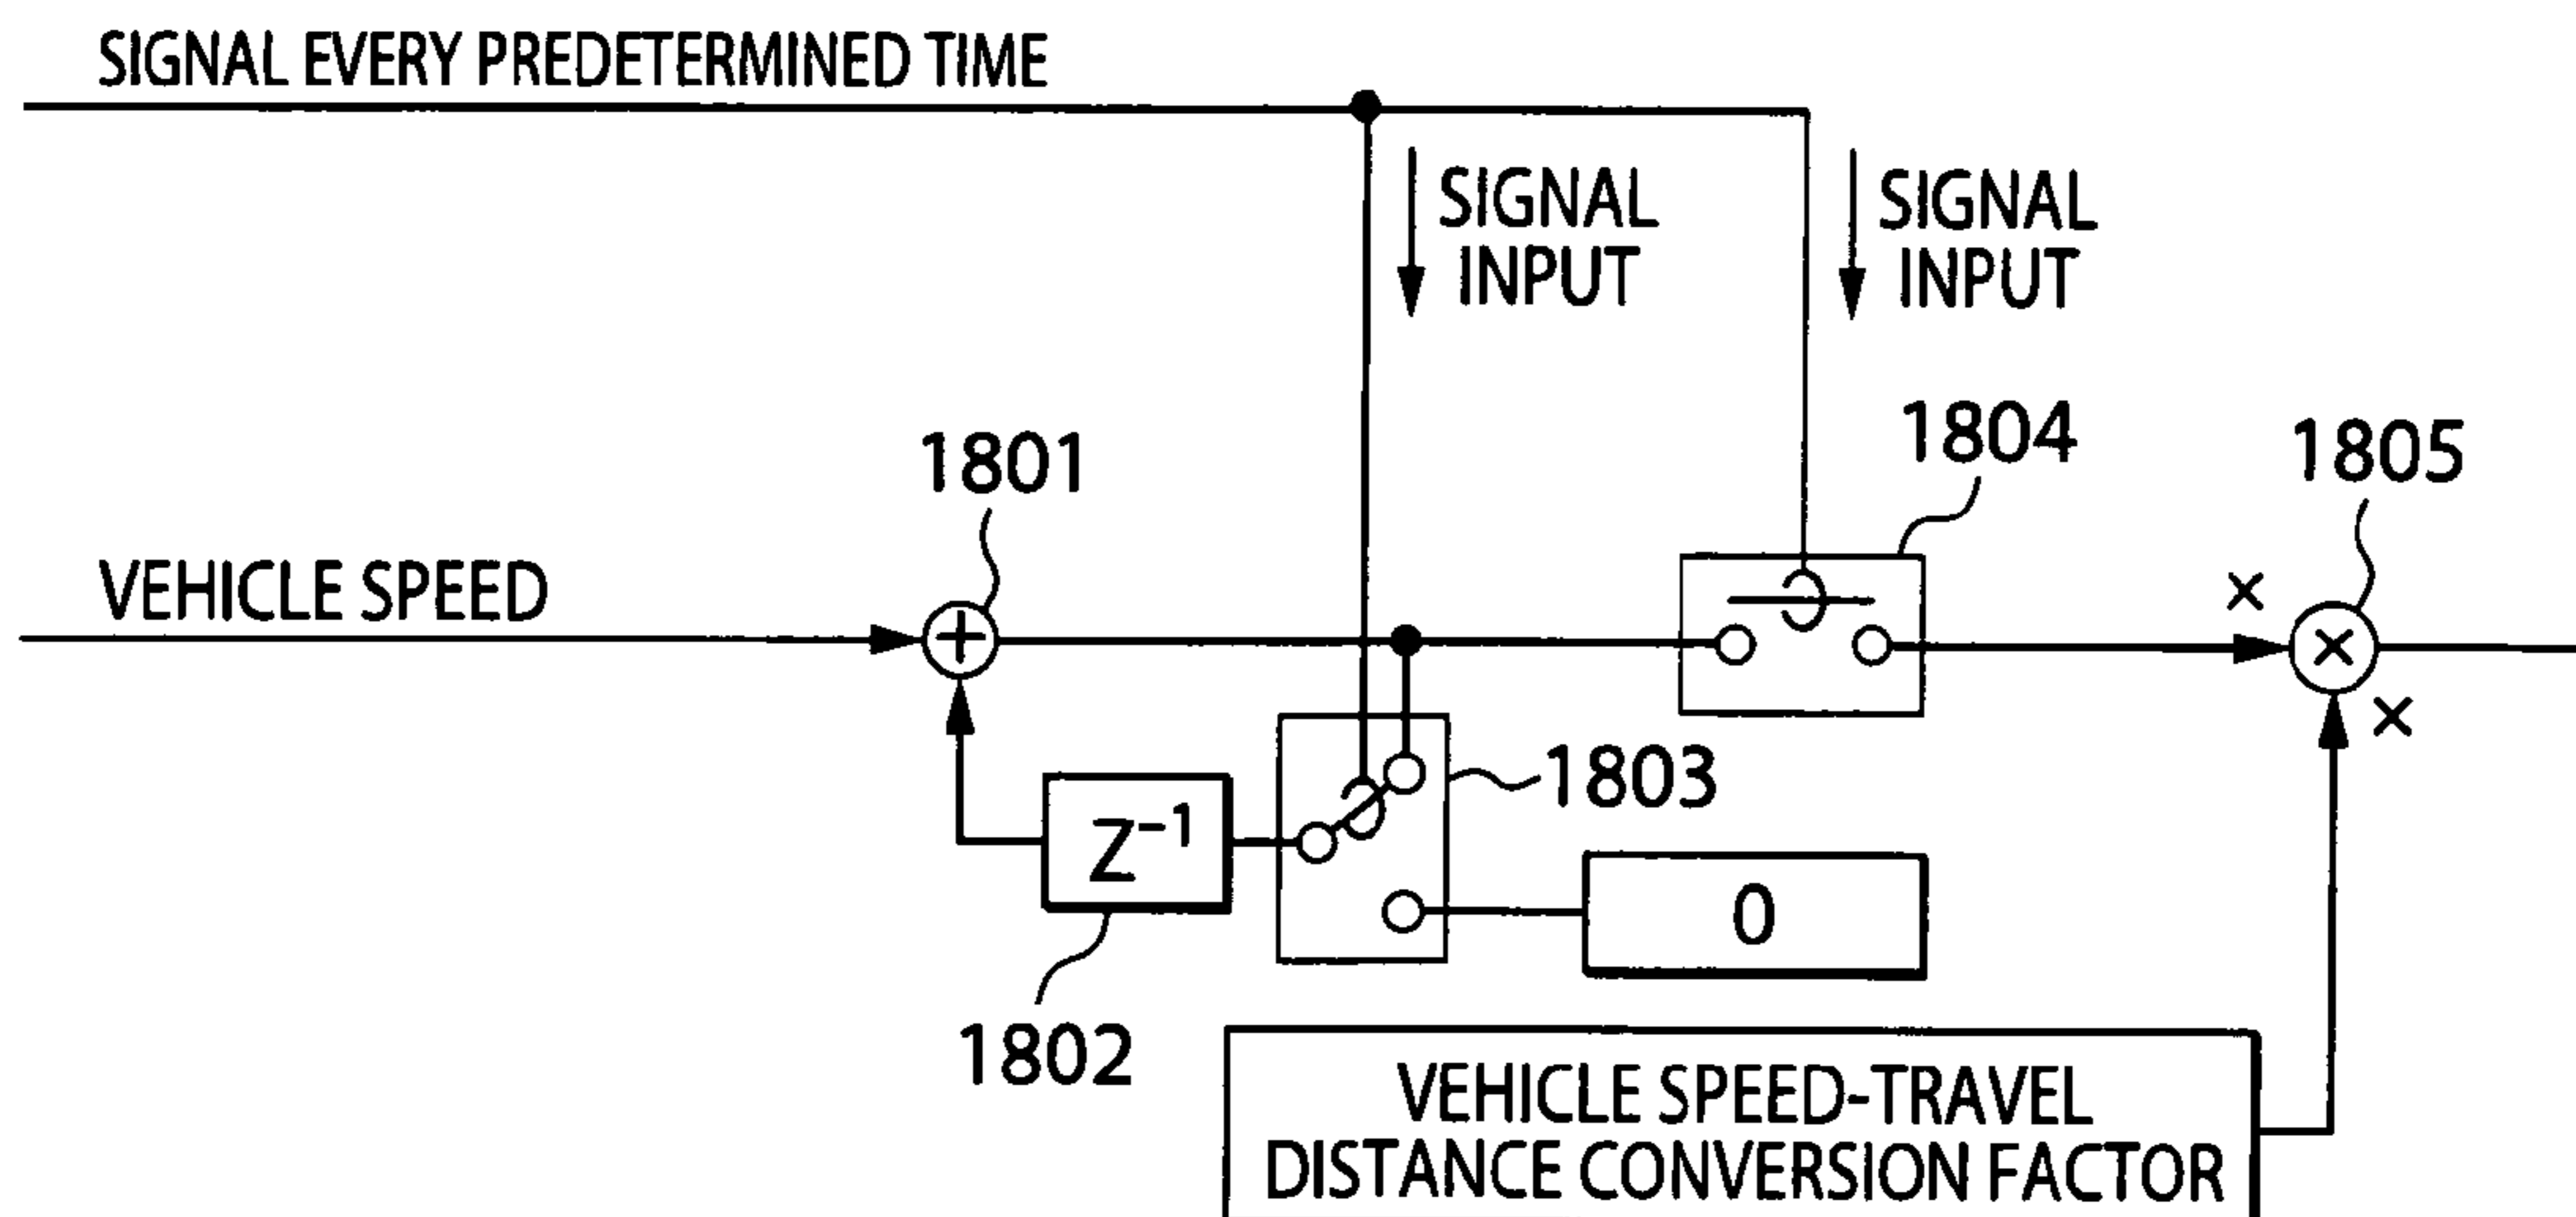 SIGNAL EVERY PREDETERMINED TIME
SIGNAL
INPUT
SIGNAL
INPUT
1801
1804
1805
VEHICLE SPEED
+
×
×
×
1803
Z⁻¹
0
1802
VEHICLE SPEED-TRAVEL
DISTANCE CONVERSION FACTOR